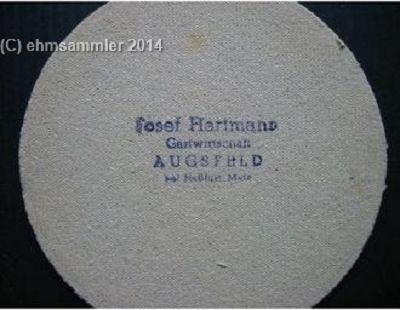 (C) ehmsammler 2014
Josef Hartmann
Gastwirtschaft
AUGSFELD
bei Haßfurt Main